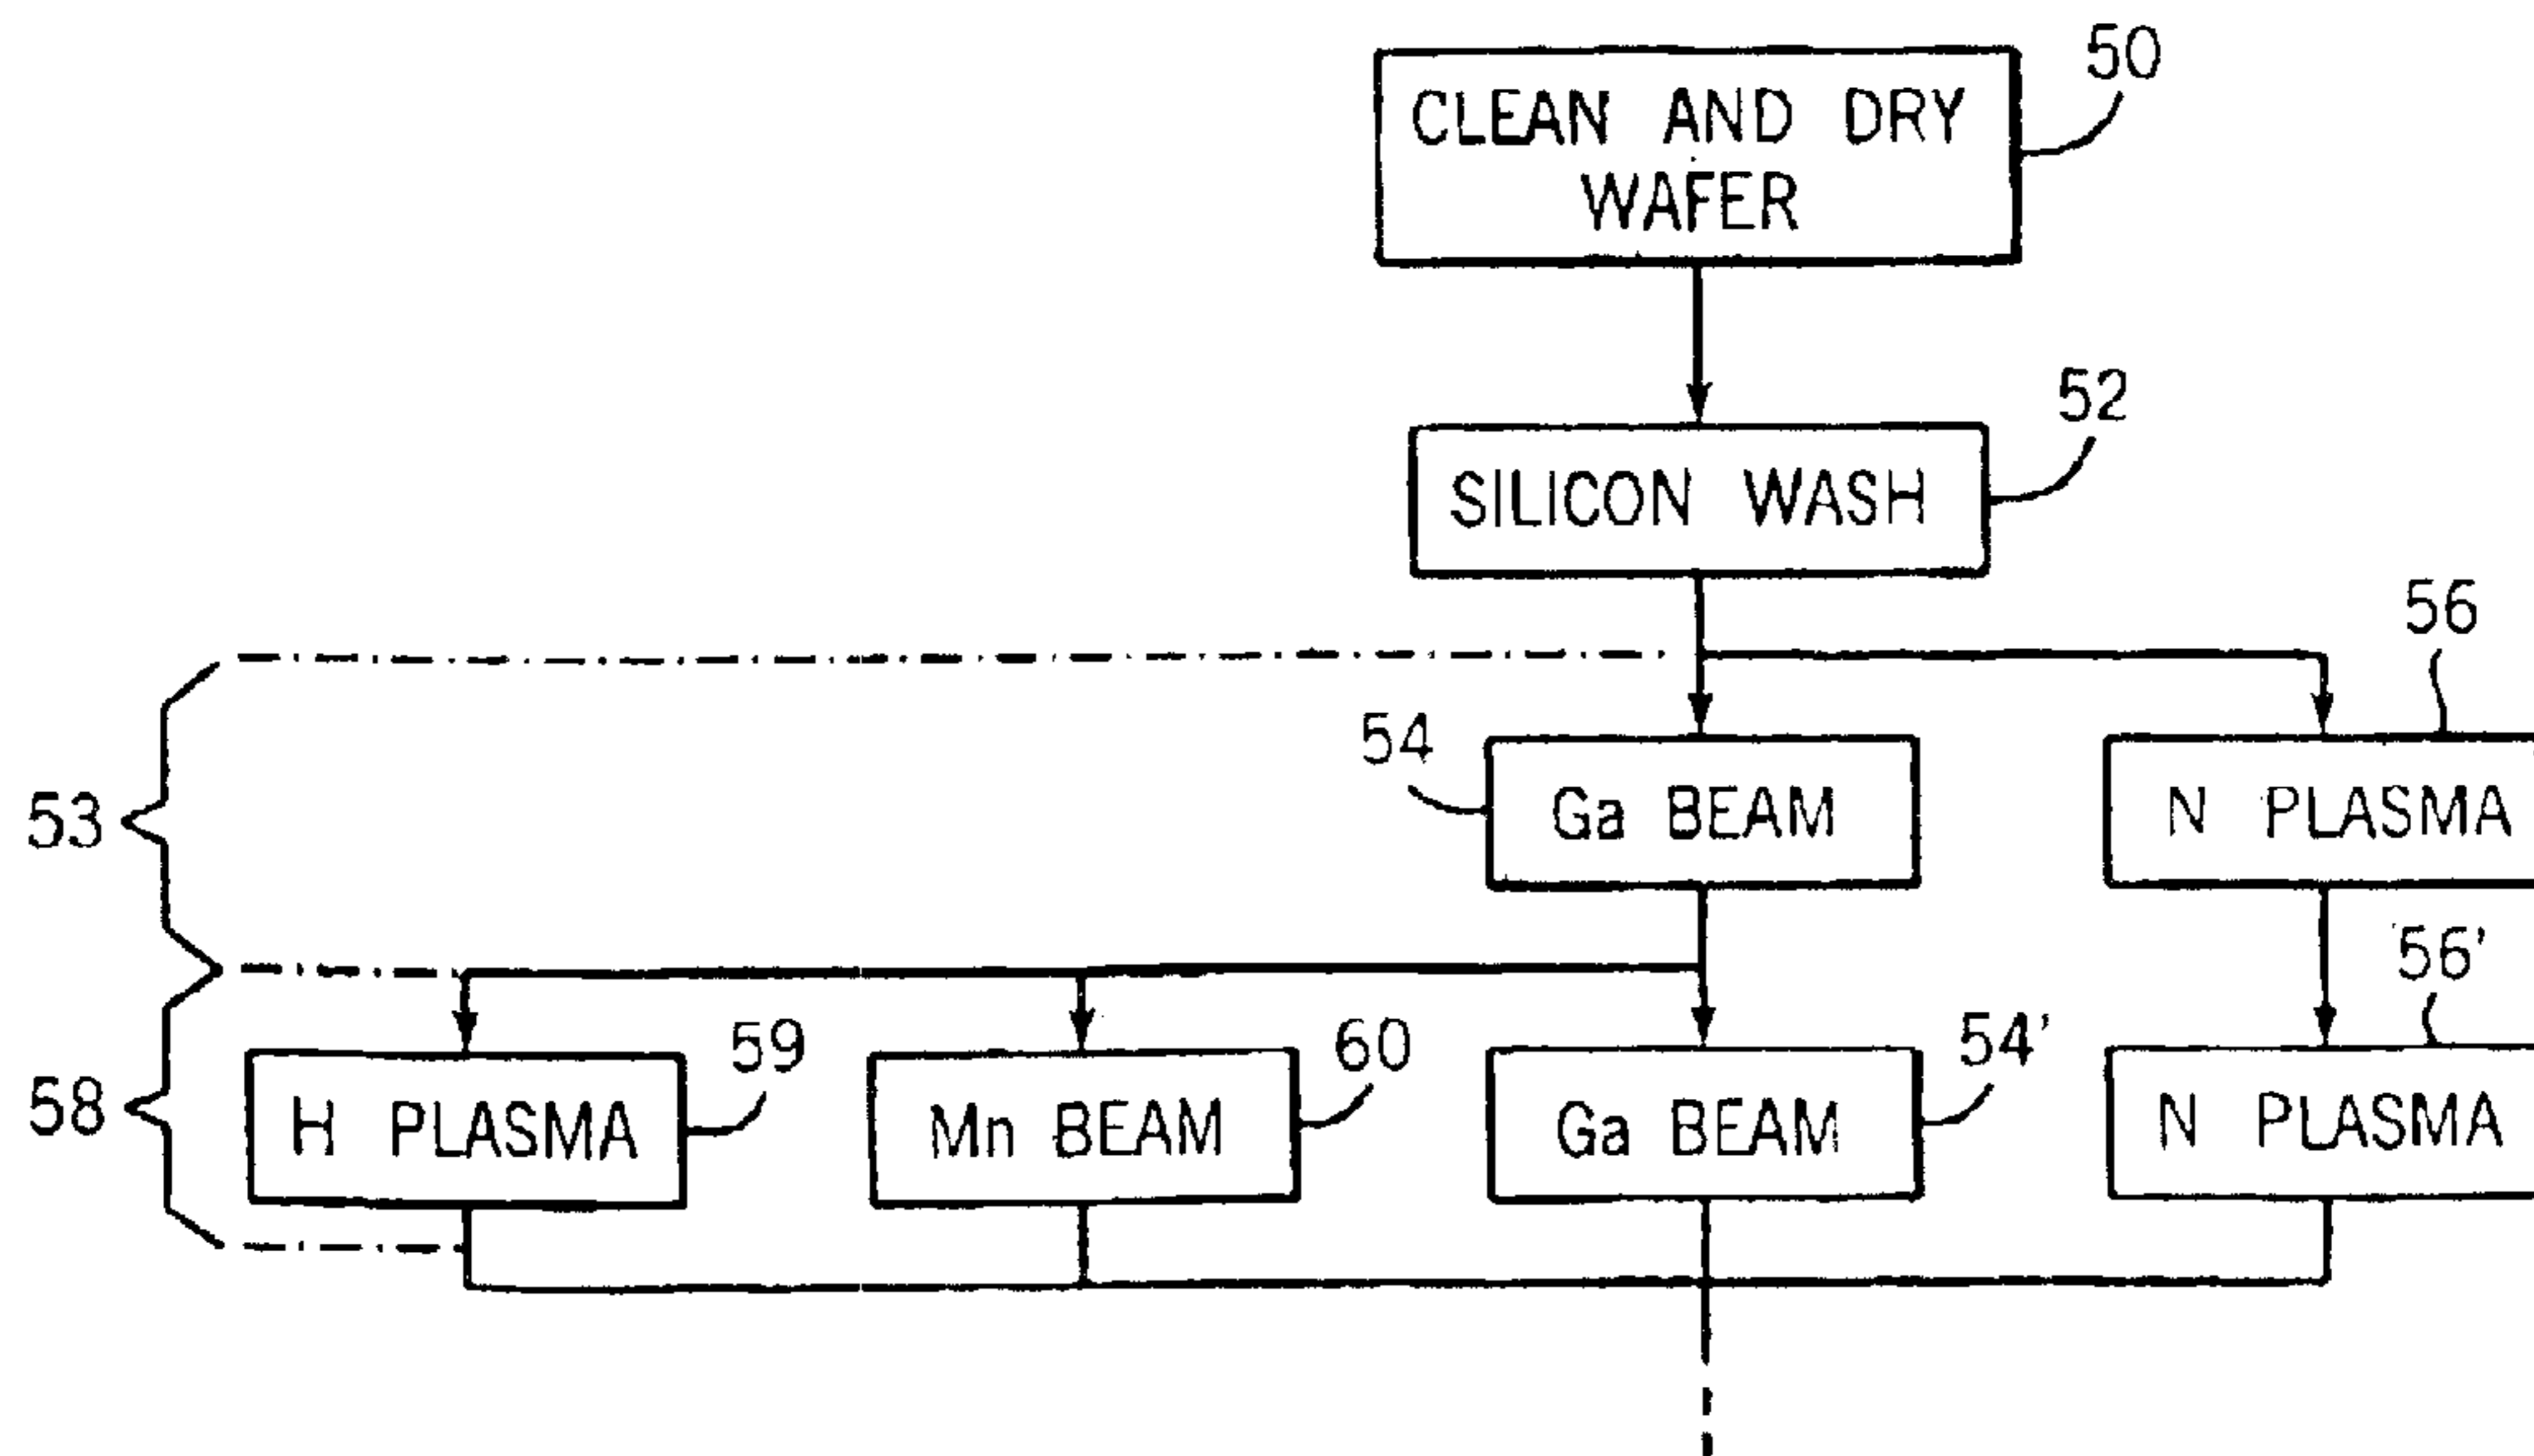 50
CLEAN AND DRY
WAFER
52
SILICON WASH
56
54
53
Ga BEAM
N PLASMA
56'
59
60
54'
58
H PLASMA
Mn BEAM
Ga BEAM
N PLASMA